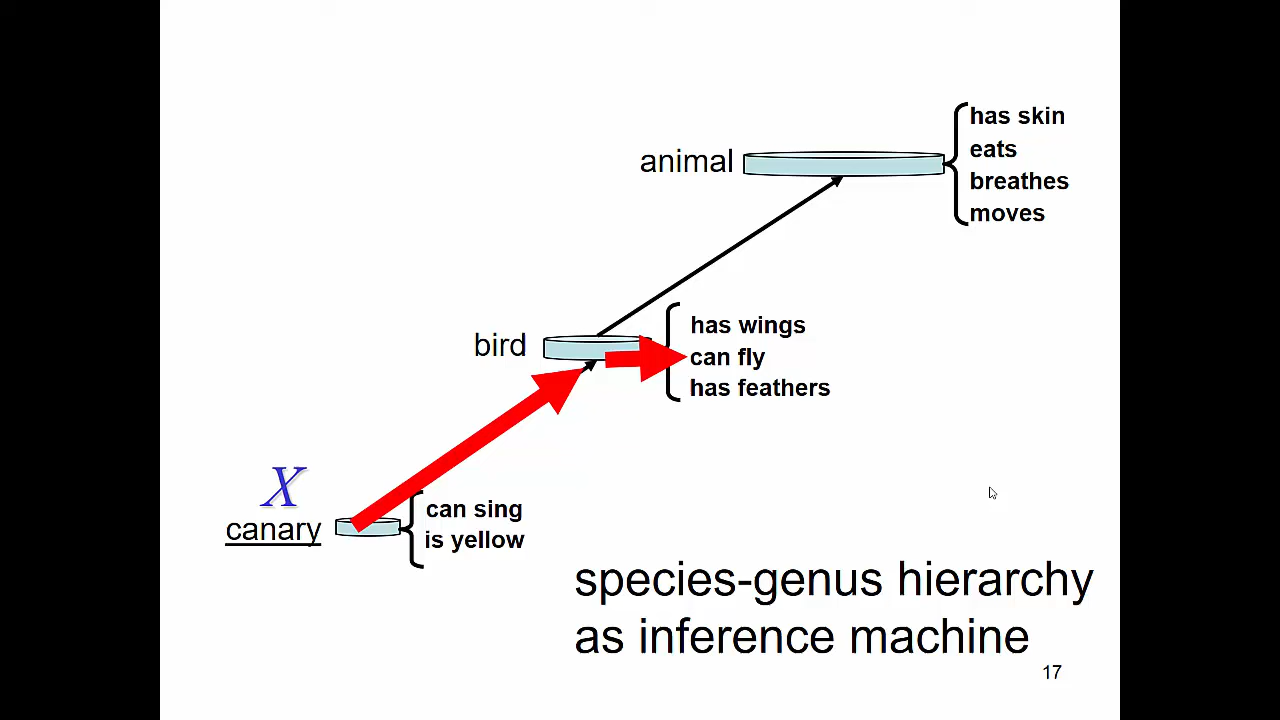 has skin
animal
eats
breathes
moves
has wings
bird
can fly
has feathers
X
can sing
canary
is yellow
species-genus hierarchy
as inference machine
17